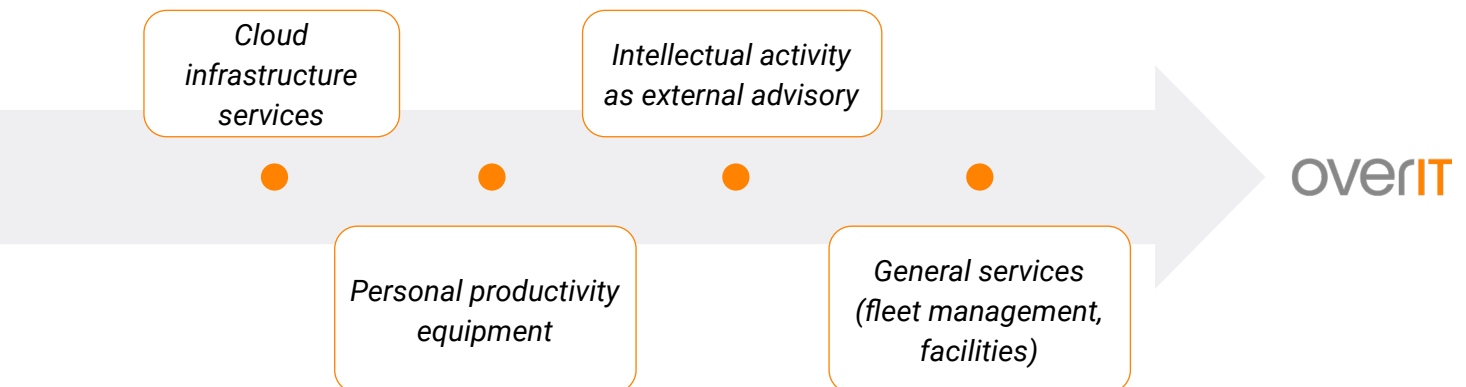 Cloud
infrastructure
services
Intellectual activity
as external advisory
overIT
Personal productivity
equipment
General services
(fleet management,
facilities)